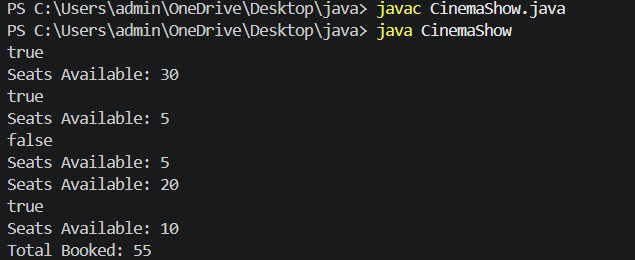 PS C:\Users\admin\OneDrive\Desktop\java> javac CinemaShow.java
PS C:\Users\admin\OneDrive\Desktop\java> java CinemaShow
true
Seats Available: 30
true
Seats Available: 5
false
Seats Available: 5
Seats Available: 20
true
Seats Available: 10
Total Booked: 55